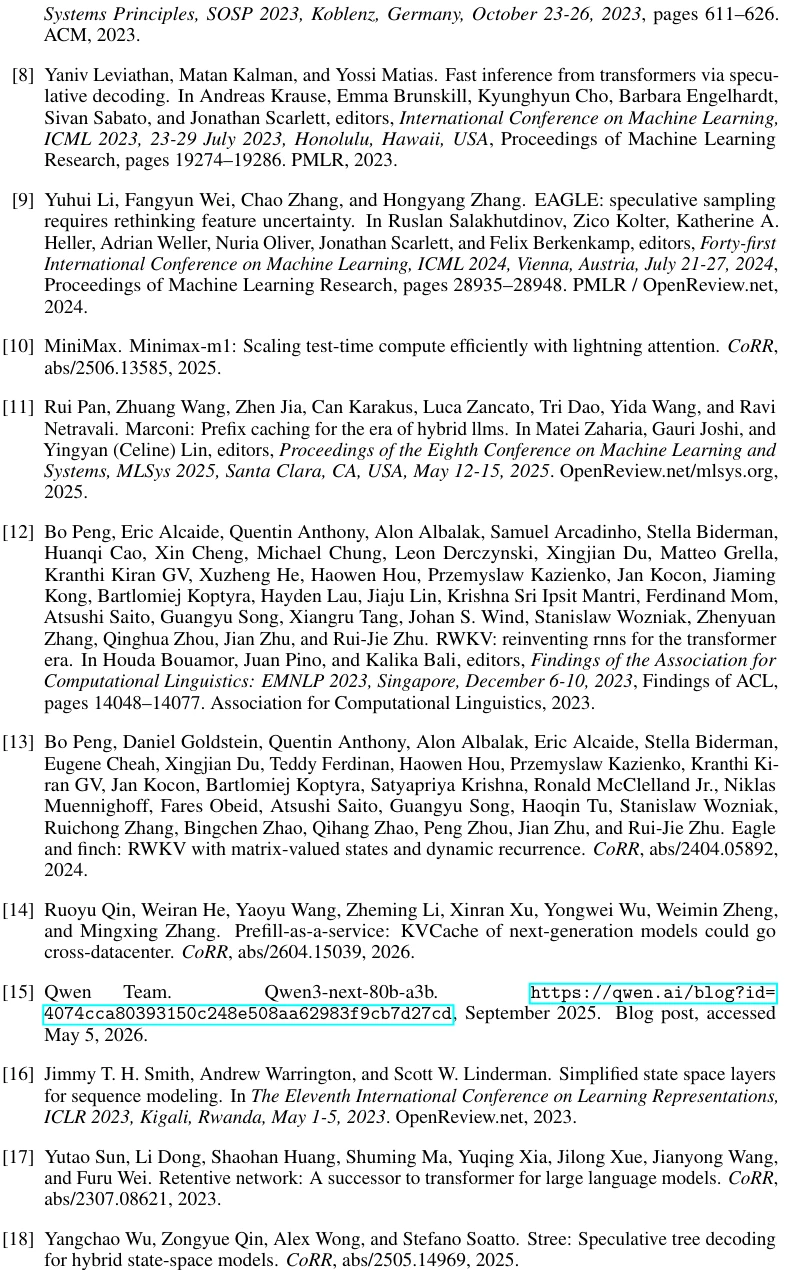 Systems Principles, SOSP 2023, Koblenz, Germany, October 23-26, 2023, pages 611–626.
ACM, 2023.
[8] Yaniv Leviathan, Matan Kalman, and Yossi Matias. Fast inference from transformers via specu-
lative decoding. In Andreas Krause, Emma Brunskill, Kyunghyun Cho, Barbara Engelhardt,
Sivan Sabato, and Jonathan Scarlett, editors, International Conference on Machine Learning,
ICML 2023, 23-29 July 2023, Honolulu, Hawaii, USA, Proceedings of Machine Learning
Research, pages 19274–19286. PMLR, 2023.
[9] Yuhui Li, Fangyun Wei, Chao Zhang, and Hongyang Zhang. EAGLE: speculative sampling
requires rethinking feature uncertainty. In Ruslan Salakhutdinov, Zico Kolter, Katherine A.
Heller, Adrian Weller, Nuria Oliver, Jonathan Scarlett, and Felix Berkenkamp, editors, Forty-first
International Conference on Machine Learning, ICML 2024, Vienna, Austria, July 21-27, 2024,
Proceedings of Machine Learning Research, pages 28935–28948. PMLR / OpenReview.net,
2024.
[10] MiniMax. Minimax-m1: Scaling test-time compute efficiently with lightning attention. CoRR,
abs/2506.13585, 2025.
[11] Rui Pan, Zhuang Wang, Zhen Jia, Can Karakus, Luca Zancato, Tri Dao, Yida Wang, and Ravi
Netravali. Marconi: Prefix caching for the era of hybrid llms. In Matei Zaharia, Gauri Joshi, and
Yingyan (Celine) Lin, editors, Proceedings of the Eighth Conference on Machine Learning and
Systems, MLSys 2025, Santa Clara, CA, USA, May 12-15, 2025. OpenReview.net/mlsys.org,
2025.
[12] Bo Peng, Eric Alcaide, Quentin Anthony, Alon Albalak, Samuel Arcadinho, Stella Biderman,
Huanqi Cao, Xin Cheng, Michael Chung, Leon Derczynski, Xingjian Du, Matteo Grella,
Kranthi Kiran GV, Xuzheng He, Haowen Hou, Przemyslaw Kazienko, Jan Kocon, Jiaming
Kong, Bartlomiej Koptyra, Hayden Lau, Jiaju Lin, Krishna Sri Ipsit Mantri, Ferdinand Mom,
Atsushi Saito, Guangyu Song, Xiangru Tang, Johan S. Wind, Stanislaw Wozniak, Zhenyuan
Zhang, Qinghua Zhou, Jian Zhu, and Rui-Jie Zhu. RWKV: reinventing rnns for the transformer
era. In Houda Bouamor, Juan Pino, and Kalika Bali, editors, Findings of the Association for
Computational Linguistics: EMNLP 2023, Singapore, December 6-10, 2023, Findings of ACL,
pages 14048–14077. Association for Computational Linguistics, 2023.
[13] Bo Peng, Daniel Goldstein, Quentin Anthony, Alon Albalak, Eric Alcaide, Stella Biderman,
Eugene Cheah, Xingjian Du, Teddy Ferdinan, Haowen Hou, Przemyslaw Kazienko, Kranthi Ki-
ran GV, Jan Kocon, Bartlomiej Koptyra, Satyapriya Krishna, Ronald McClelland Jr., Niklas
Muennighoff, Fares Obeid, Atsushi Saito, Guangyu Song, Haoqin Tu, Stanislaw Wozniak,
Ruichong Zhang, Bingchen Zhao, Qihang Zhao, Peng Zhou, Jian Zhu, and Rui-Jie Zhu. Eagle
and finch: RWKV with matrix-valued states and dynamic recurrence. CoRR, abs/2404.05892,
2024.
[14] Ruoyu Qin, Weiran He, Yaoyu Wang, Zheming Li, Xinran Xu, Yongwei Wu, Weimin Zheng,
and Mingxing Zhang. Prefill-as-a-service: KVCache of next-generation models could go
cross-datacenter. CoRR, abs/2604.15039, 2026.
[15] Qwen Team. Qwen3-next-80b-a3b. https://qwen.ai/blog?id=
4074cca80393150c248e508aa62983f9cb7d27cd, September 2025. Blog post, accessed
May 5, 2026.
[16] Jimmy T. H. Smith, Andrew Warrington, and Scott W. Linderman. Simplified state space layers
for sequence modeling. In The Eleventh International Conference on Learning Representations,
ICLR 2023, Kigali, Rwanda, May 1-5, 2023. OpenReview.net, 2023.
[17] Yutao Sun, Li Dong, Shaohan Huang, Shuming Ma, Yuqing Xia, Jilong Xue, Jianyong Wang,
and Furu Wei. Retentive network: A successor to transformer for large language models. CoRR,
abs/2307.08621, 2023.
[18] Yangchao Wu, Zongyue Qin, Alex Wong, and Stefano Soatto. Stree: Speculative tree decoding
for hybrid state-space models. CoRR, abs/2505.14969, 2025.